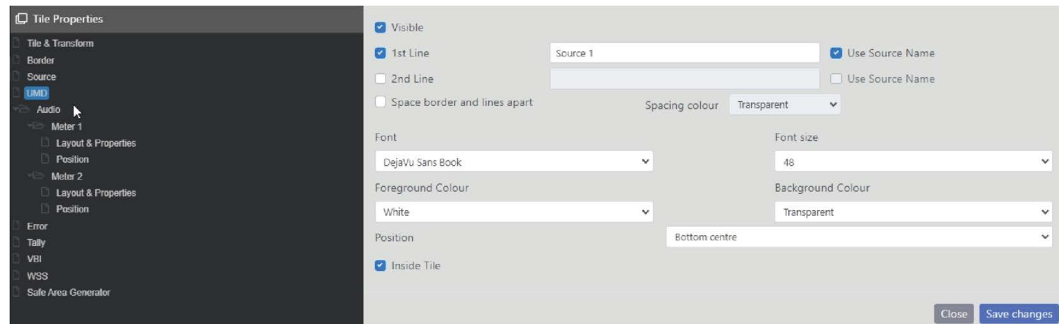 Tile Properties
Tile & Transform
Border
Source
UMD
Audio
Meter 1
Layout & Properties
Position
Meter 2
Layout & Properties
Position
Error
Tally
VBI
WSS
Safe Area Generator
Visible
1st Line Source 1 Use Source Name
2nd Line Use Source Name
Space border and lines apart Spacing colour Transparent
Font Font size
DejaVu Sans Book 48
Foreground Colour Background Colour
White Transparent
Position Bottom centre
Inside Tile
Close Save changes